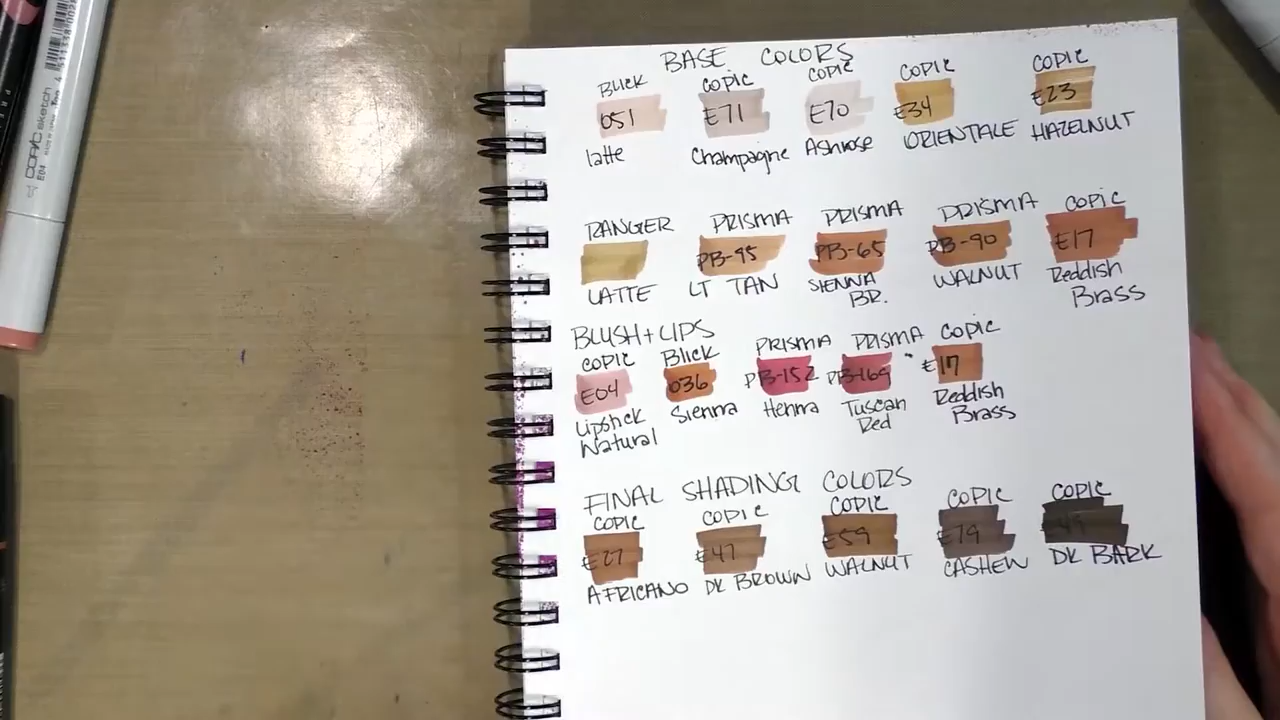 BASE COLORS
BLICK COPIC COPIC COPIC COPIC
051 E71 E70 E34 E23
latte Champagne Ashrose ORIENTALE HAZELNUT
RANGER PRISMA PRISMA PRISMA COPIC
PB-95 PB-65 PB-90 E17
LATTE LT TAN SIENNA BR. WALNUT Reddish Brass
BLUSH + LIPS
COPIC Blick PRISMA PRISMA COPIC
E04 036 PB-152 PB-169 E17
Lipstick Natural Sienna Henna Tuscan Red Reddish Brass
FINAL SHADING COLORS
COPIC COPIC COPIC COPIC COPIC
E27 E47 E59 E79 E49
AFRICANO DK BROWN WALNUT CASHEW DK BARK
COPIC sketch
E04